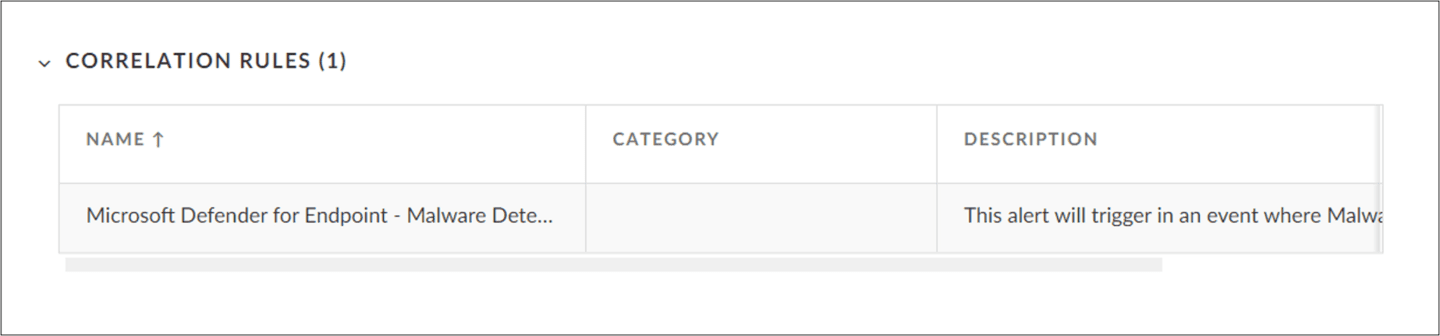 CORRELATION RULES (1)
NAME ↑ CATEGORY DESCRIPTION
Microsoft Defender for Endpoint - Malware Dete... This alert will trigger in an event where Malwa